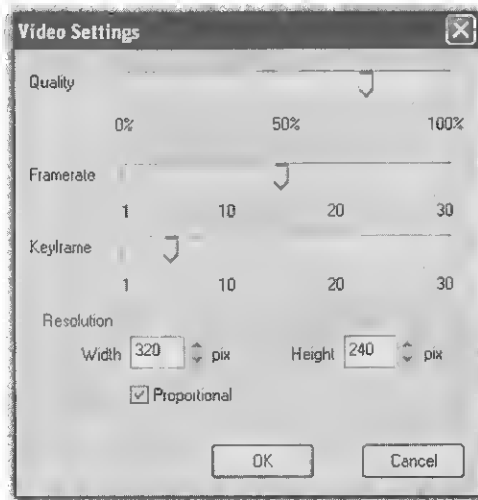 Video Settings
Quality
0% 50% 100%
Framerate
1 10 20 30
Keyframe
1 10 20 30
Resolution
Width 320 pix Height 240 pix
Proportional
OK Cancel